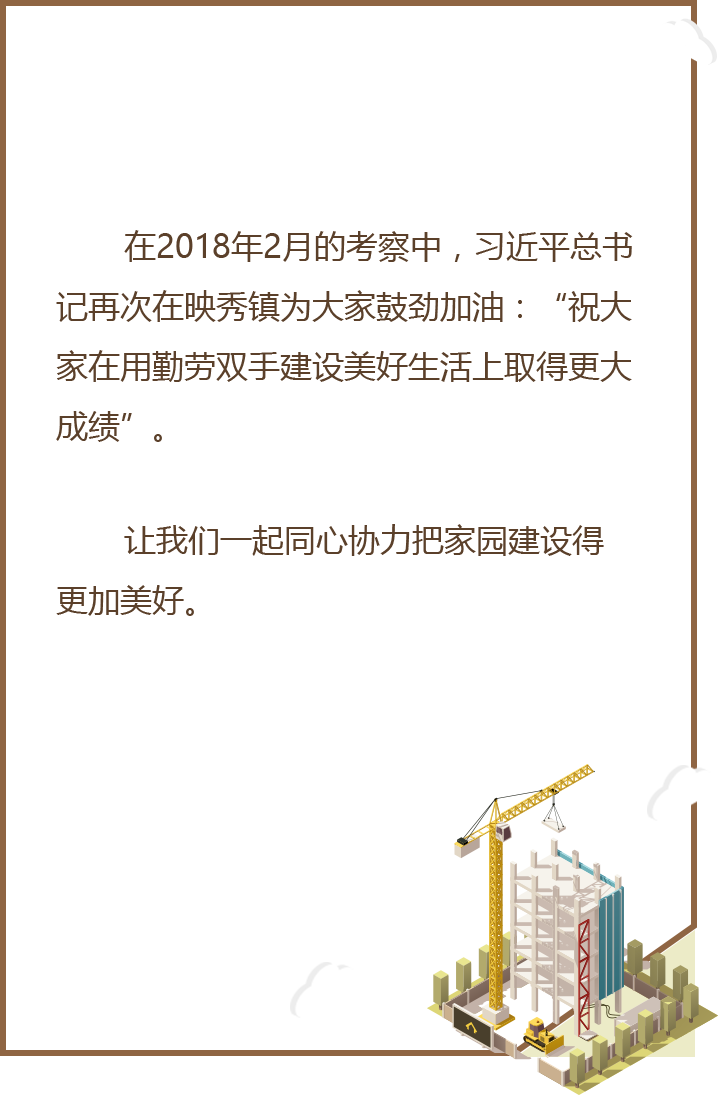 在2018年2月的考察中，习近平总书
记再次在映秀镇为大家鼓劲加油：“祝大
家在用勤劳双手建设美好生活上取得更大
成绩”。
让我们一起同心协力把家园建设得
更加美好。